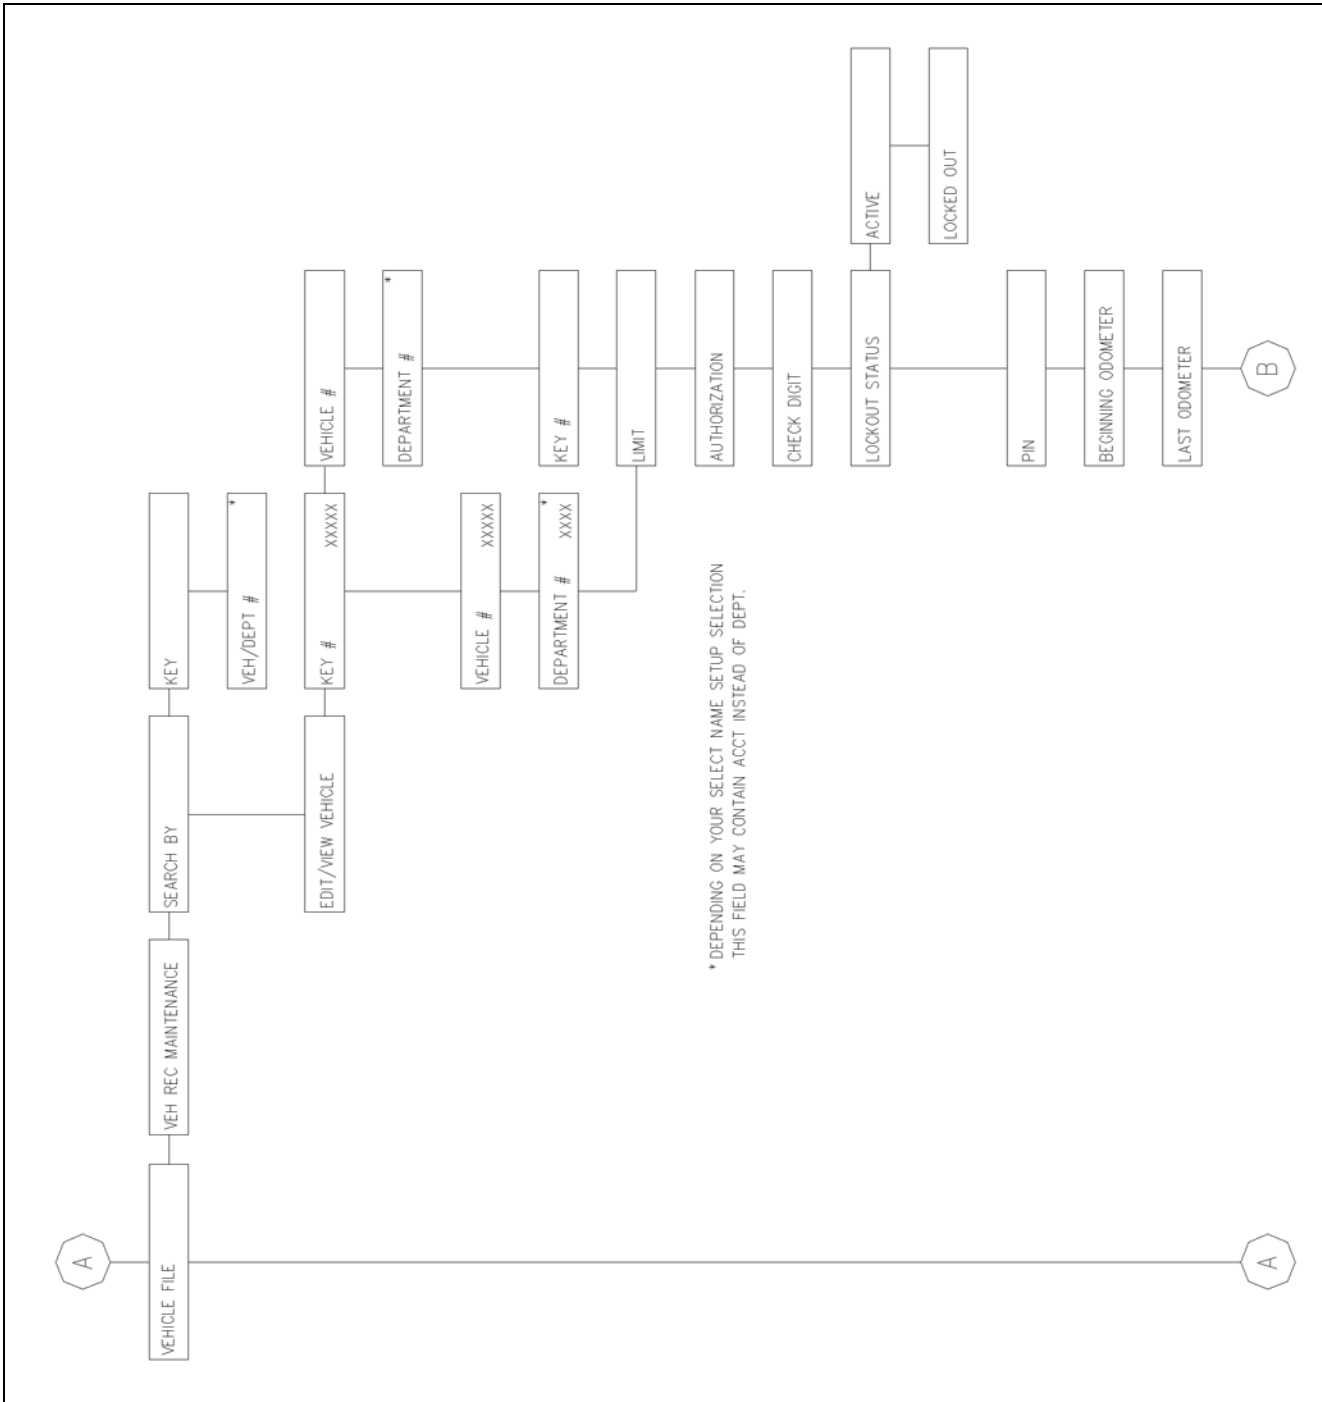 A
VEHICLE FILE
VEH REC MAINTENANCE
SEARCH BY
KEY
VEH/DEPT # *
EDIT/VIEW VEHICLE
KEY # XXXXX
VEHICLE #
DEPARTMENT # *
VEHICLE # XXXXX
DEPARTMENT # XXXX *
KEY #
LIMIT
AUTHORIZATION
CHECK DIGIT
LOCKOUT STATUS
ACTIVE
LOCKED OUT
PIN
BEGINNING ODOMETER
LAST ODOMETER
* DEPENDING ON YOUR SELECT NAME SETUP SELECTION
THIS FIELD MAY CONTAIN ACCT INSTEAD OF DEPT.
A
B